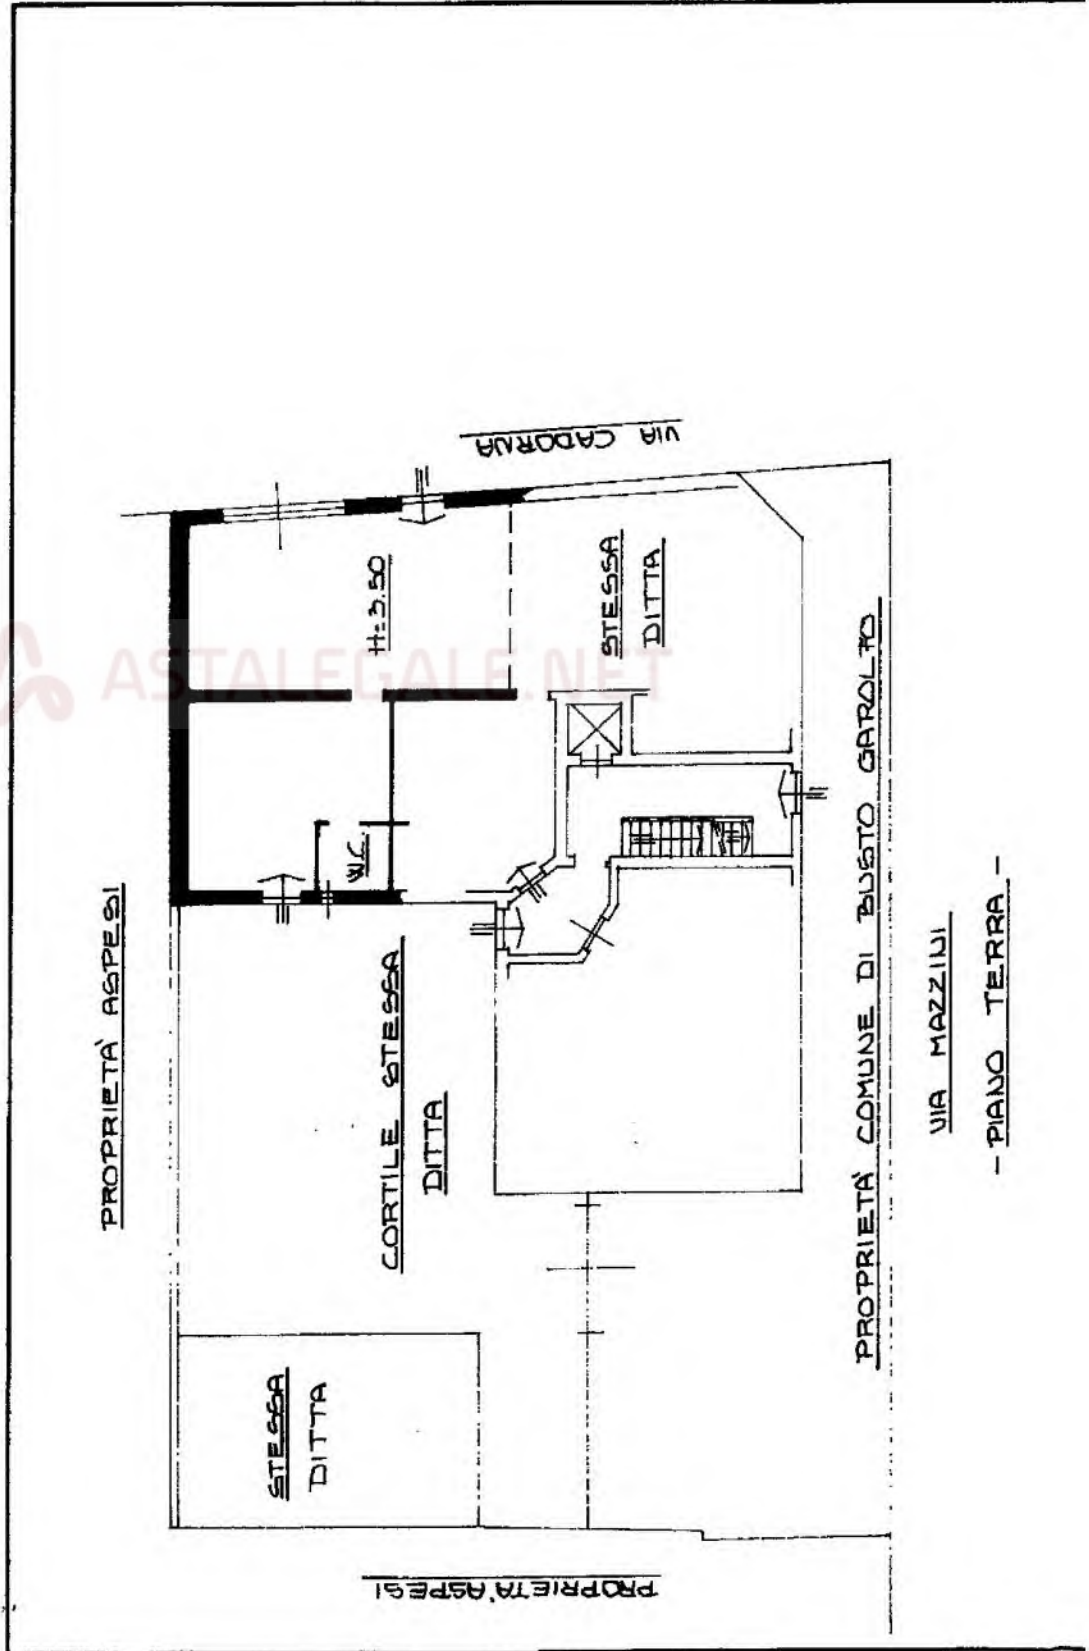 PROPRIETÀ ASPESI
VIA CADORNA
H=3.50
STESSA
DITTA
W.C.
CORTILE STESSA
DITTA
STESSA
DITTA
PROPRIETÀ ASPESI
PROPRIETÀ COMUNE DI BUSTO GAROLFO
VIA MAZZINI
- PIANO TERRA -
ASTALEGALE.NET